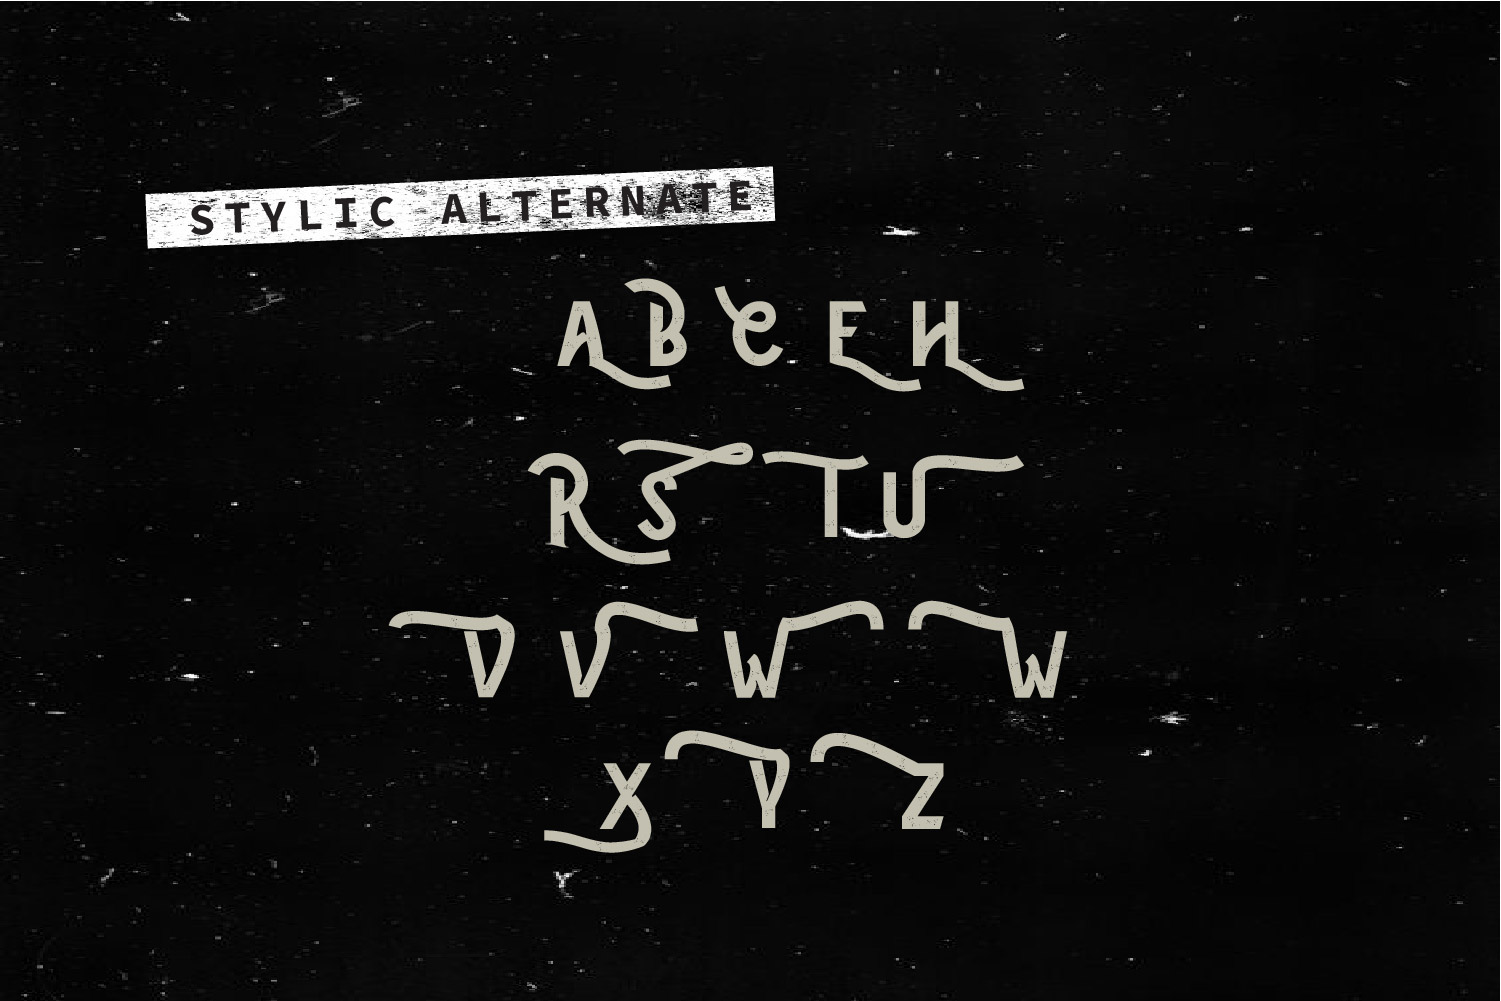 STYLIC ALTERNATE
A B C E H
R S T U
V V W W
X Y Z